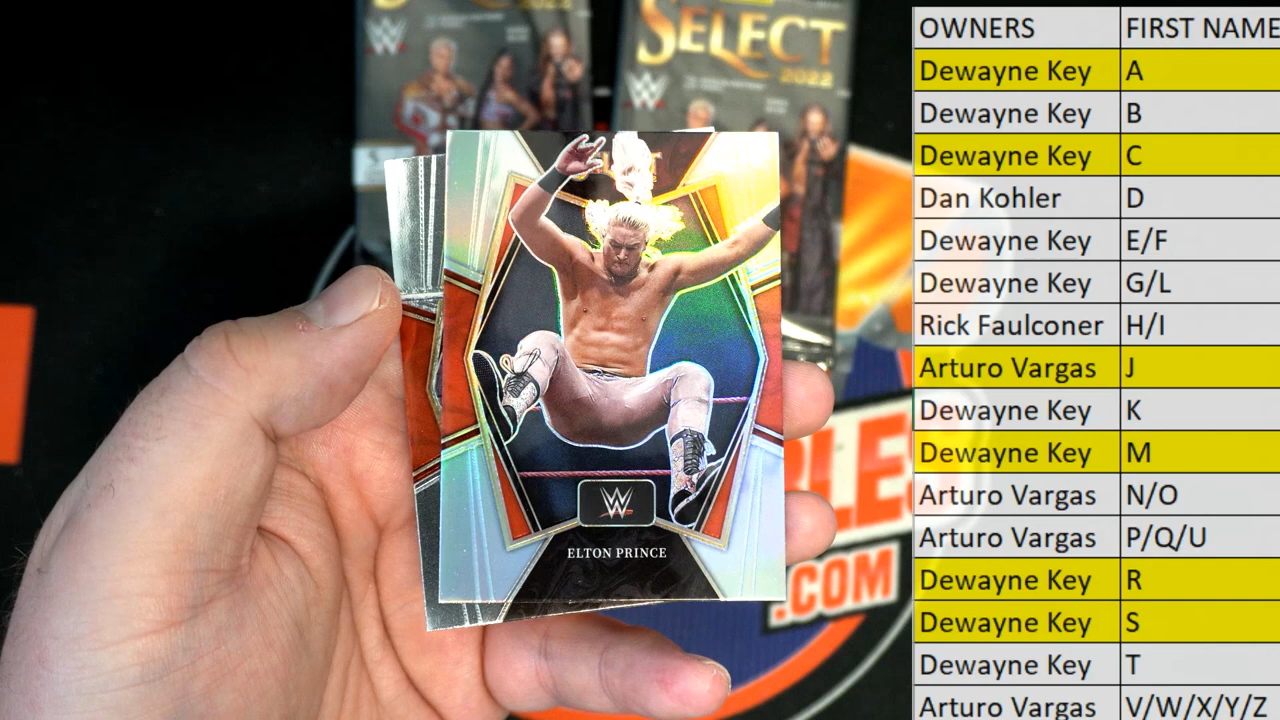 2022
SELECT
2022
W
W
S
W
ELTON PRINCE
LES
.COM
OWNERS FIRST NAME
Dewayne Key A
Dewayne Key B
Dewayne Key C
Dan Kohler D
Dewayne Key E/F
Dewayne Key G/L
Rick Faulconer H/I
Arturo Vargas J
Dewayne Key K
Dewayne Key M
Arturo Vargas N/O
Arturo Vargas P/Q/U
Dewayne Key R
Dewayne Key S
Dewayne Key T
Arturo Vargas V/W/X/Y/Z